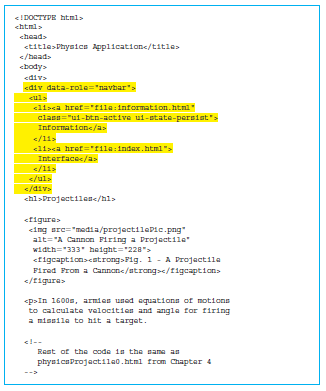 <!DOCTYPE html>
<html>
<head>
<title>Physics Application</title>
</head>
<body>
<div>
<div data-role="navbar">
<ul>
<li><a href="file:information.html"
class="ui-btn-active ui-state-persist">
Information</a>
</li>
<li><a href="file:index.html">
Interface</a>
</li>
</ul>
</div>
<h1>Projectiles</h1>
<figure>
<img src="media/projectilePic.png"
alt="A Cannon Firing a Projectile"
width="333" height="228">
<figcaption><strong>Fig. 1 - A Projectile
Fired From a Cannon</strong></figcaption>
</figure>
<p>In 1600s, armies used equations of motions
to calculate velocities and angle for firing
a missile to hit a target.
<!--
Rest of the code is the same as
physicsProjectile0.html from Chapter 4
-->